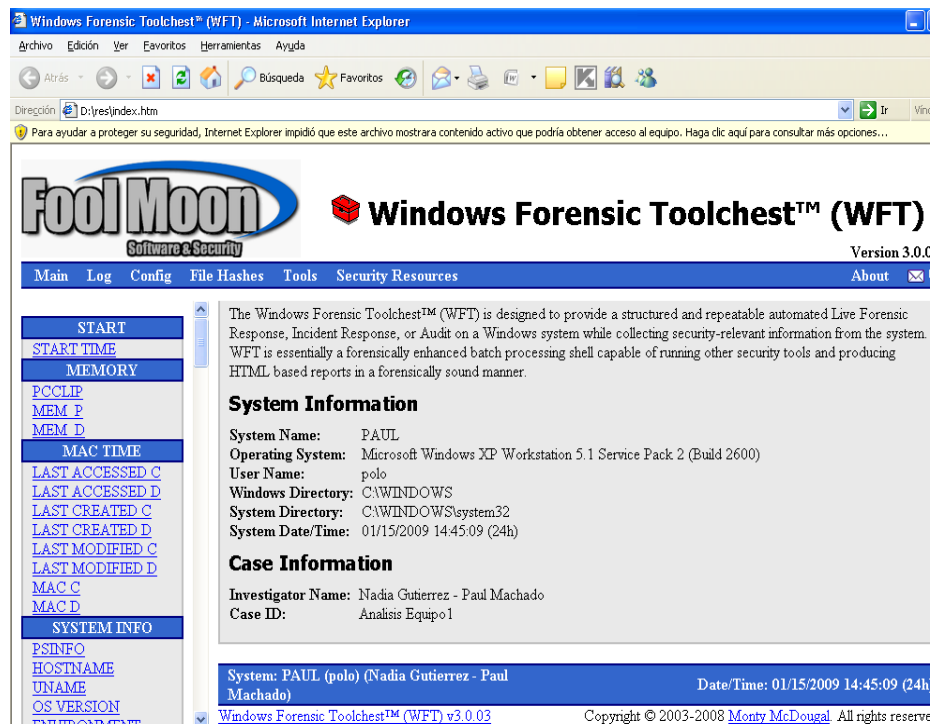 Windows Forensic Toolchest™ (WFT) - Microsoft Internet Explorer
Archivo Edición Ver Favoritos Herramientas Ayuda
Atrás Búsqueda Favoritos
Dirección D:\res\index.htm Ir
Para ayudar a proteger su seguridad, Internet Explorer impidió que este archivo mostrara contenido activo que podría obtener acceso al equipo. Haga clic aquí para consultar más opciones...
Fool Moon
Software & Security
Windows Forensic Toolchest™ (WFT)
Version 3.0.0
Main Log Config File Hashes Tools Security Resources About
START
START TIME
MEMORY
PCCLIP
MEM P
MEM D
MAC TIME
LAST ACCESSED C
LAST ACCESSED D
LAST CREATED C
LAST CREATED D
LAST MODIFIED C
LAST MODIFIED D
MAC C
MAC D
SYSTEM INFO
PSINFO
HOSTNAME
UNAME
OS VERSION
ENVIRONMENT
The Windows Forensic Toolchest™ (WFT) is designed to provide a structured and repeatable automated Live Forensic
Response, Incident Response, or Audit on a Windows system while collecting security-relevant information from the system.
WFT is essentially a forensically enhanced batch processing shell capable of running other security tools and producing
HTML based reports in a forensically sound manner.
System Information
System Name: PAUL
Operating System: Microsoft Windows XP Workstation 5.1 Service Pack 2 (Build 2600)
User Name: polo
Windows Directory: C:\WINDOWS
System Directory: C:\WINDOWS\system32
System Date/Time: 01/15/2009 14:45:09 (24h)
Case Information
Investigator Name: Nadia Gutierrez - Paul Machado
Case ID: Analisis Equipo1
System: PAUL (polo) (Nadia Gutierrez - Paul
Machado)
Date/Time: 01/15/2009 14:45:09 (24h)
Windows Forensic Toolchest™ (WFT) v3.0.03 Copyright © 2003-2008 Monty McDougal. All rights reserve